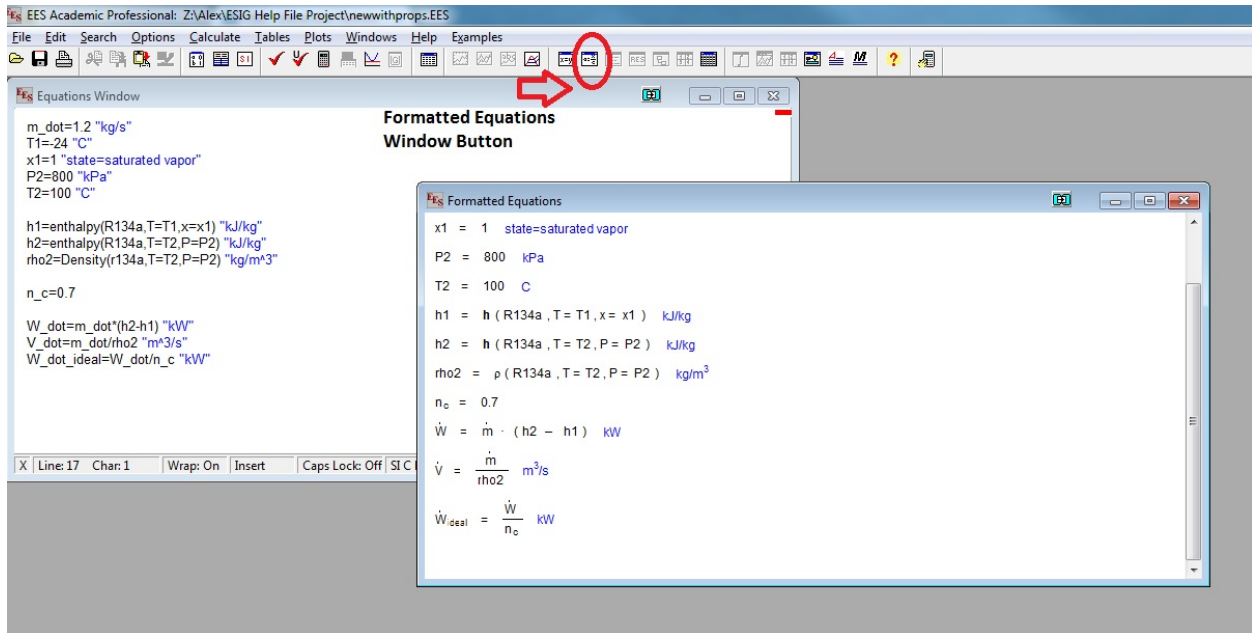 EES Academic Professional: Z:\Alex\ESIG Help File Project\newwithprops.EES
File Edit Search Options Calculate Tables Plots Windows Help Examples
Equations Window
Formatted Equations
Window Button
m_dot=1.2 "kg/s"
T1=-24 "C"
x1=1 "state=saturated vapor"
P2=800 "kPa"
T2=100 "C"
h1=enthalpy(R134a,T=T1,x=x1) "kJ/kg"
h2=enthalpy(R134a,T=T2,P=P2) "kJ/kg"
rho2=Density(r134a,T=T2,P=P2) "kg/m^3"
n_c=0.7
W_dot=m_dot*(h2-h1) "kW"
V_dot=m_dot/rho2 "m^3/s"
W_dot_ideal=W_dot/n_c "kW"
X Line: 17 Char: 1 Wrap: On Insert Caps Lock: Off SI C
Formatted Equations
x1 = 1 state=saturated vapor
P2 = 800 kPa
T2 = 100 C
h1 = h ( R134a , T = T1 , x = x1 ) kJ/kg
h2 = h ( R134a , T = T2 , P = P2 ) kJ/kg
rho2 = ρ ( R134a , T = T2 , P = P2 ) kg/m³
n_c = 0.7
Ẇ = ṁ · ( h2 – h1 ) kW
V̇ = ṁ / rho2 m³/s
Ẇ_ideal = Ẇ / n_c kW